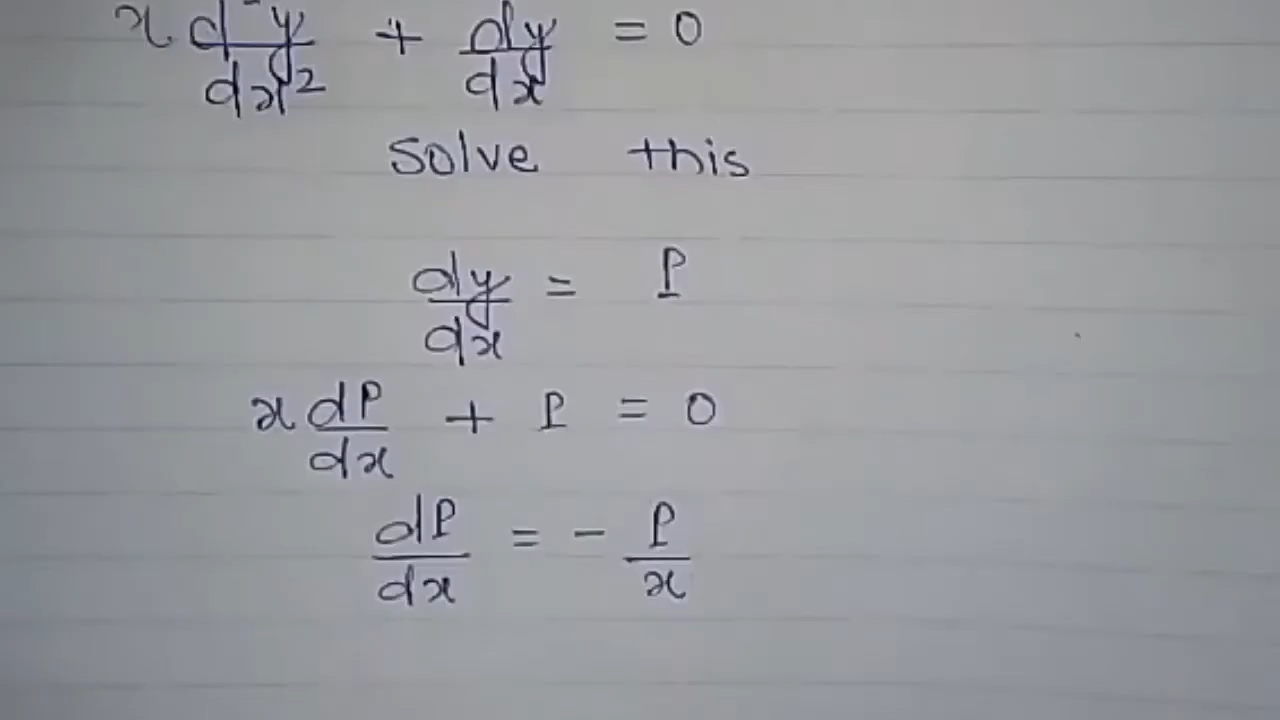 x d²y/dx² + dy/dx = 0
solve this
dy/dx = P
x dP/dx + P = 0
dP/dx = - P/x